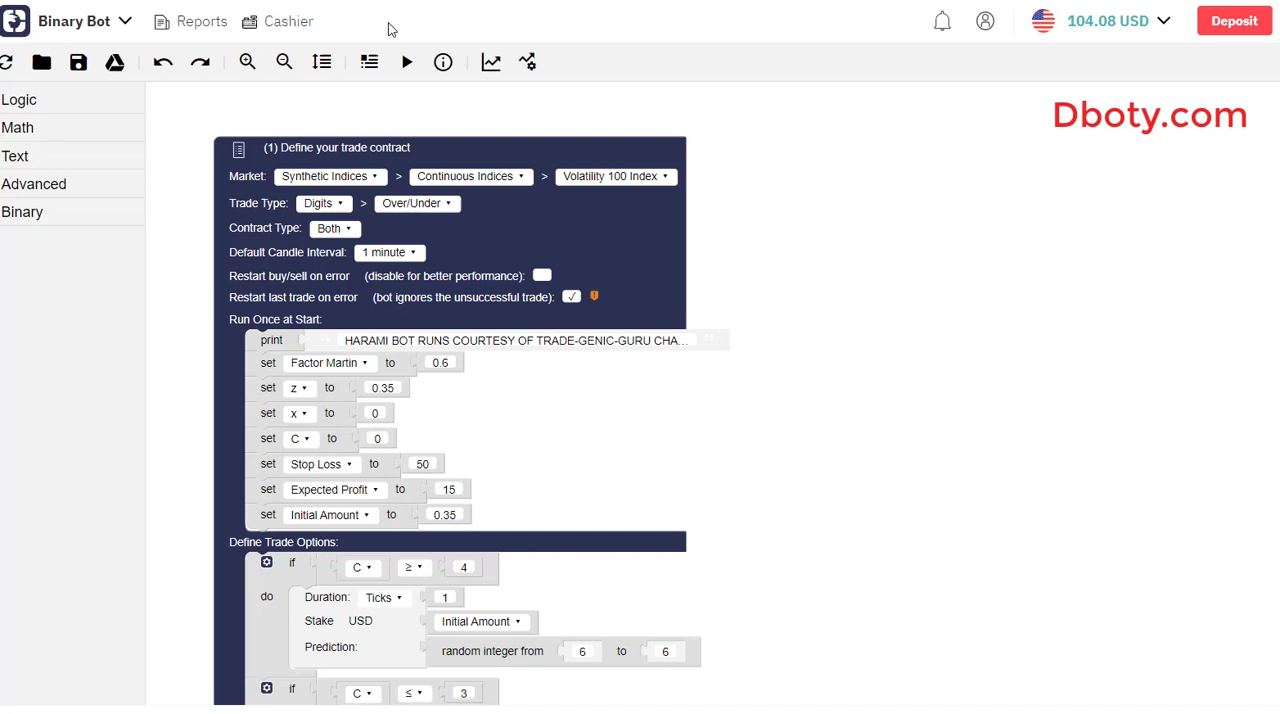 Binary Bot Reports Cashier 104.08 USD Deposit
Dboty.com
Logic
Math
Text
Advanced
Binary
(1) Define your trade contract
Market: Synthetic Indices > Continuous Indices > Volatility 100 Index
Trade Type: Digits > Over/Under
Contract Type: Both
Default Candle Interval: 1 minute
Restart buy/sell on error (disable for better performance):
Restart last trade on error (bot ignores the unsuccessful trade):
Run Once at Start:
print HARAMI BOT RUNS COURTESY OF TRADE-GENIC-GURU CHA...
set Factor Martin to 0.6
set z to 0.35
set x to 0
set C to 0
set Stop Loss to 50
set Expected Profit to 15
set Initial Amount to 0.35
Define Trade Options:
if C ≥ 4
do Duration: Ticks 1
Stake USD Initial Amount
Prediction: random integer from 6 to 6
if C ≤ 3